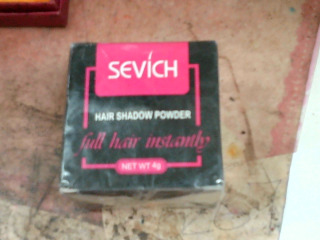 SEVICH
HAIR SHADOW POWDER
full hair instantly
NET WT 4g